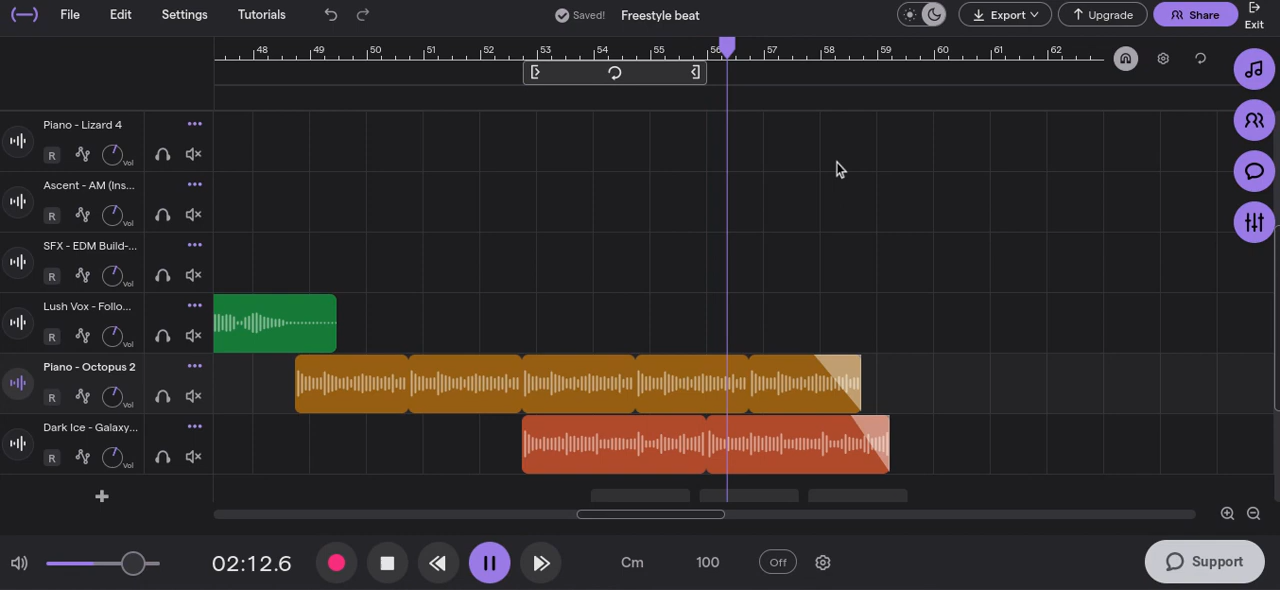 File Edit Settings Tutorials Saved! Freestyle beat Export Upgrade Share Exit
48 49 50 51 52 53 54 55 56 57 58 59 60 61 62
Piano - Lizard 4
R Vol
Ascent - AM (Ins...
R Vol
SFX - EDM Build-...
R Vol
Lush Vox - Follo...
R Vol
Piano - Octopus 2
R Vol
Dark Ice - Galaxy...
R Vol
02:12.6 Cm 100 Off Support